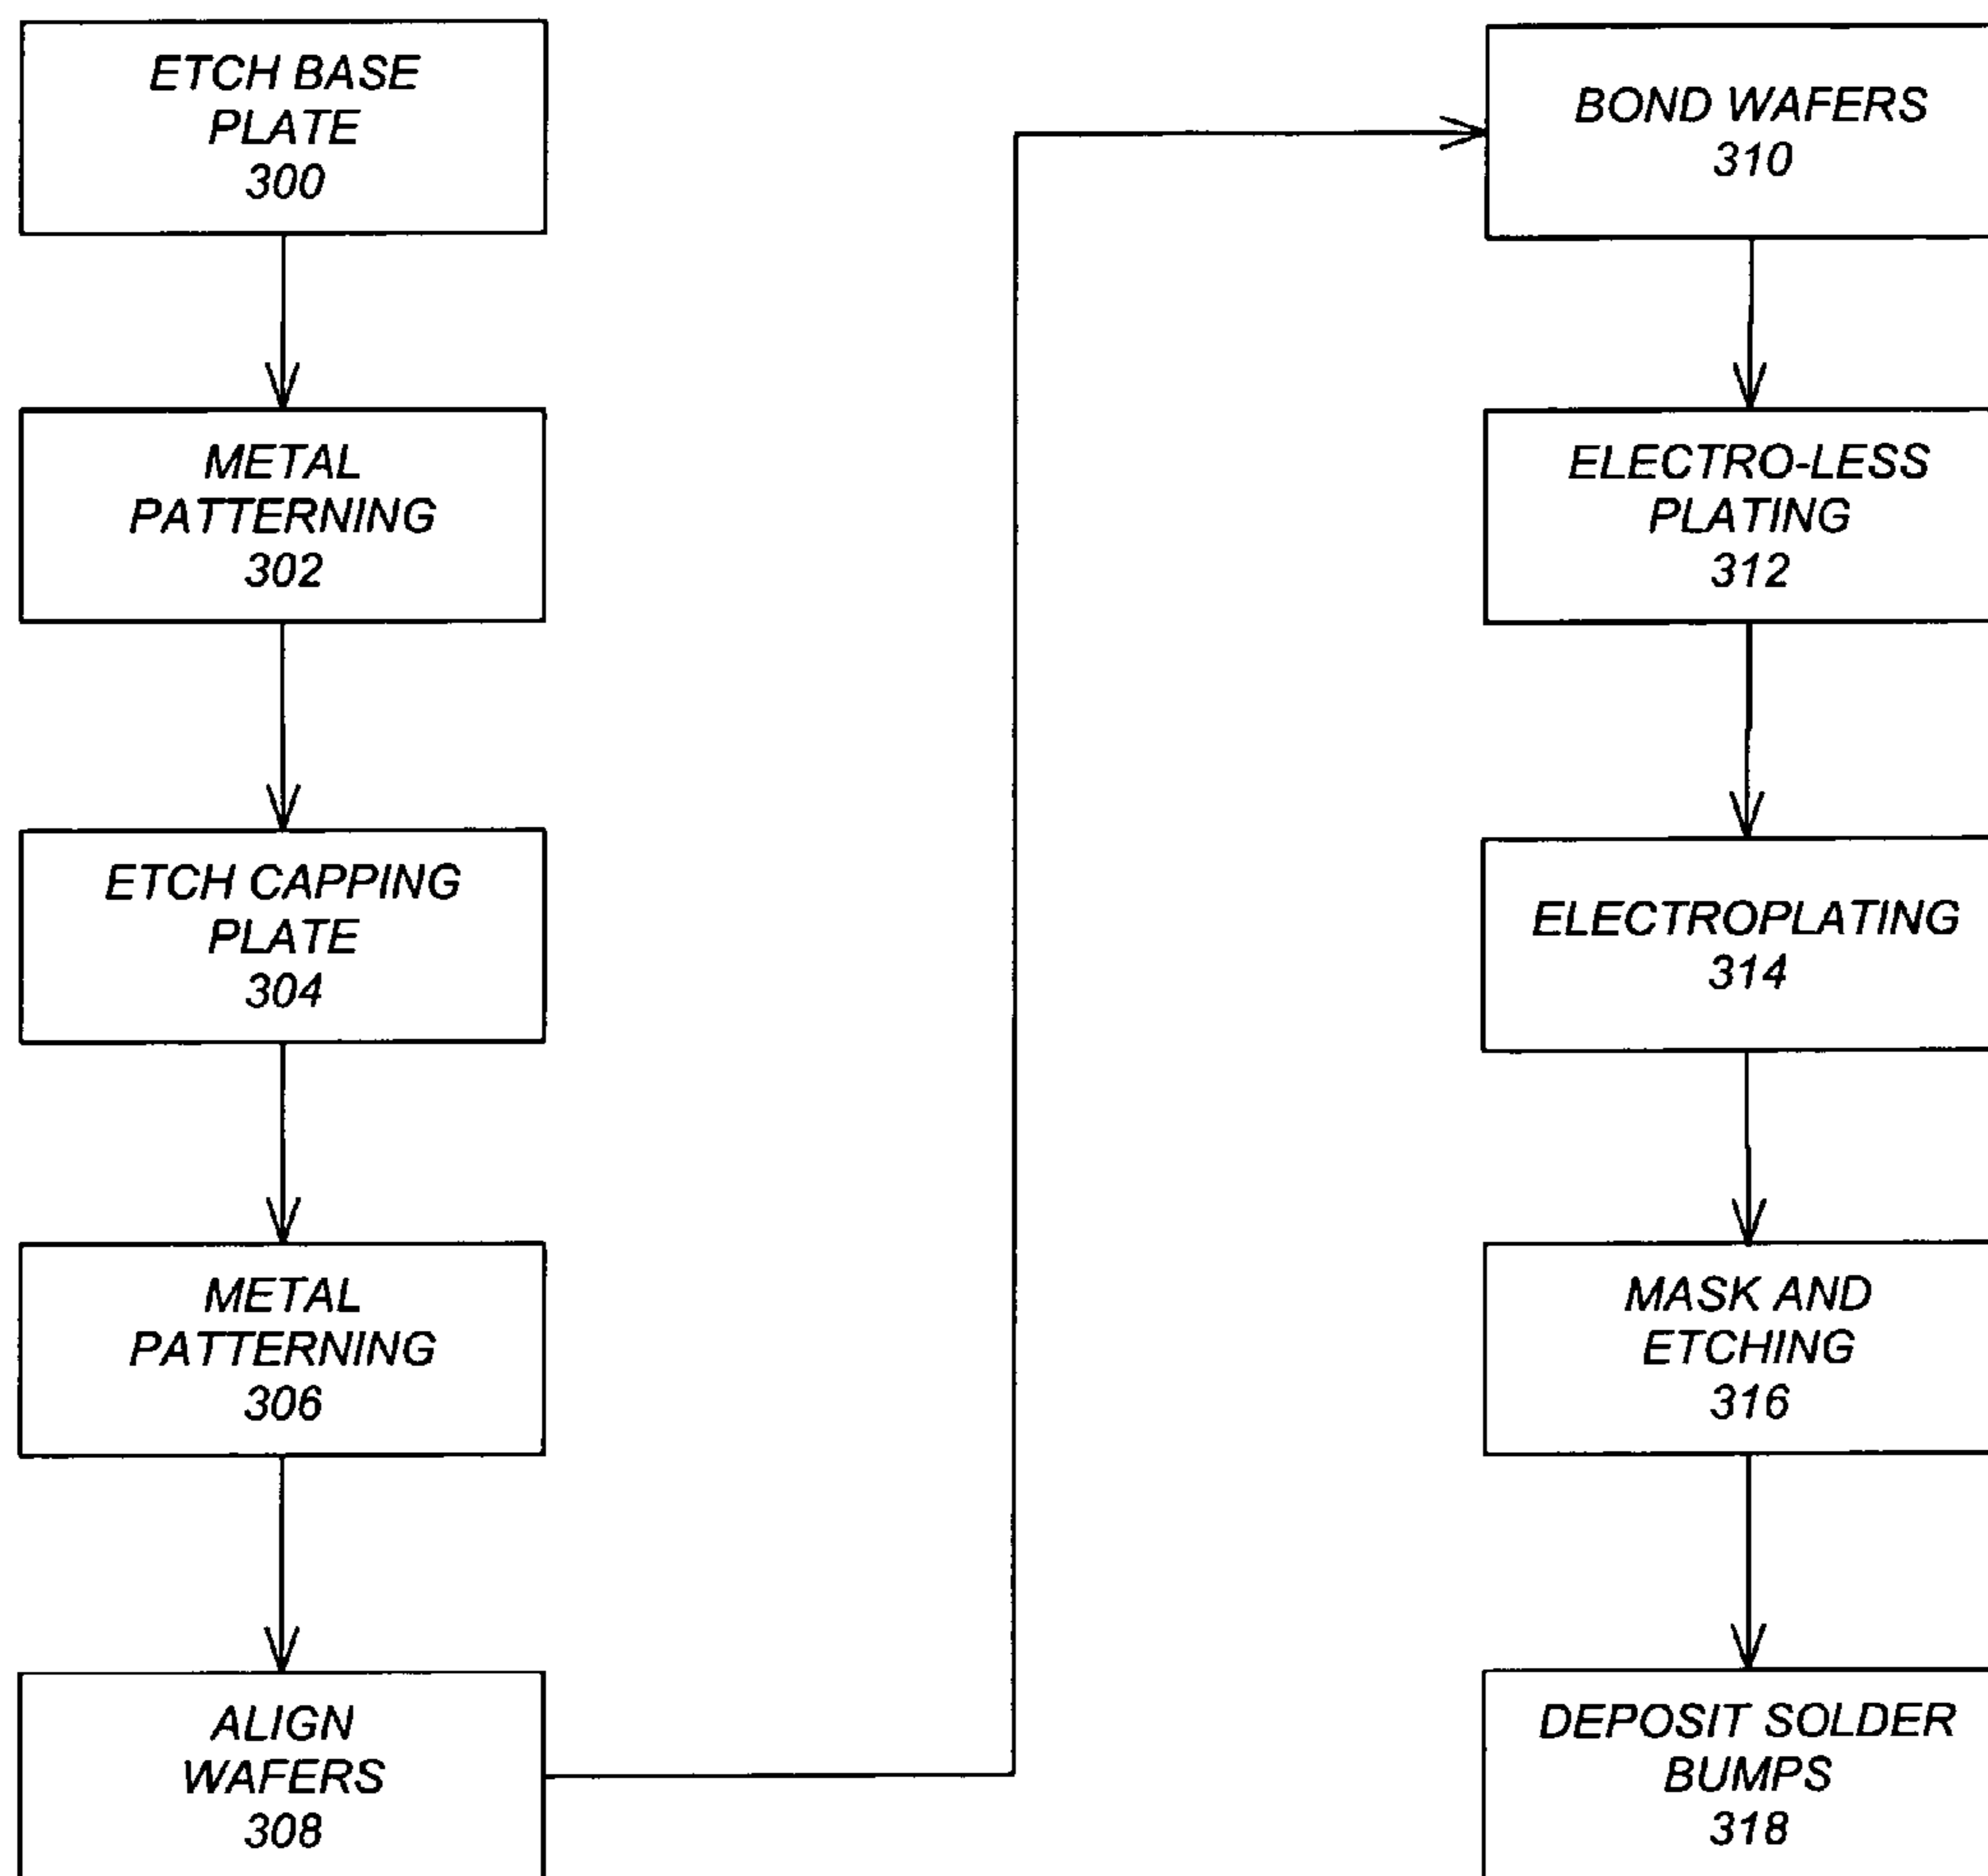 ETCH BASE
PLATE
300
METAL
PATTERNING
302
ETCH CAPPING
PLATE
304
METAL
PATTERNING
306
ALIGN
WAFERS
308
BOND WAFERS
310
ELECTRO-LESS
PLATING
312
ELECTROPLATING
314
MASK AND
ETCHING
316
DEPOSIT SOLDER
BUMPS
318